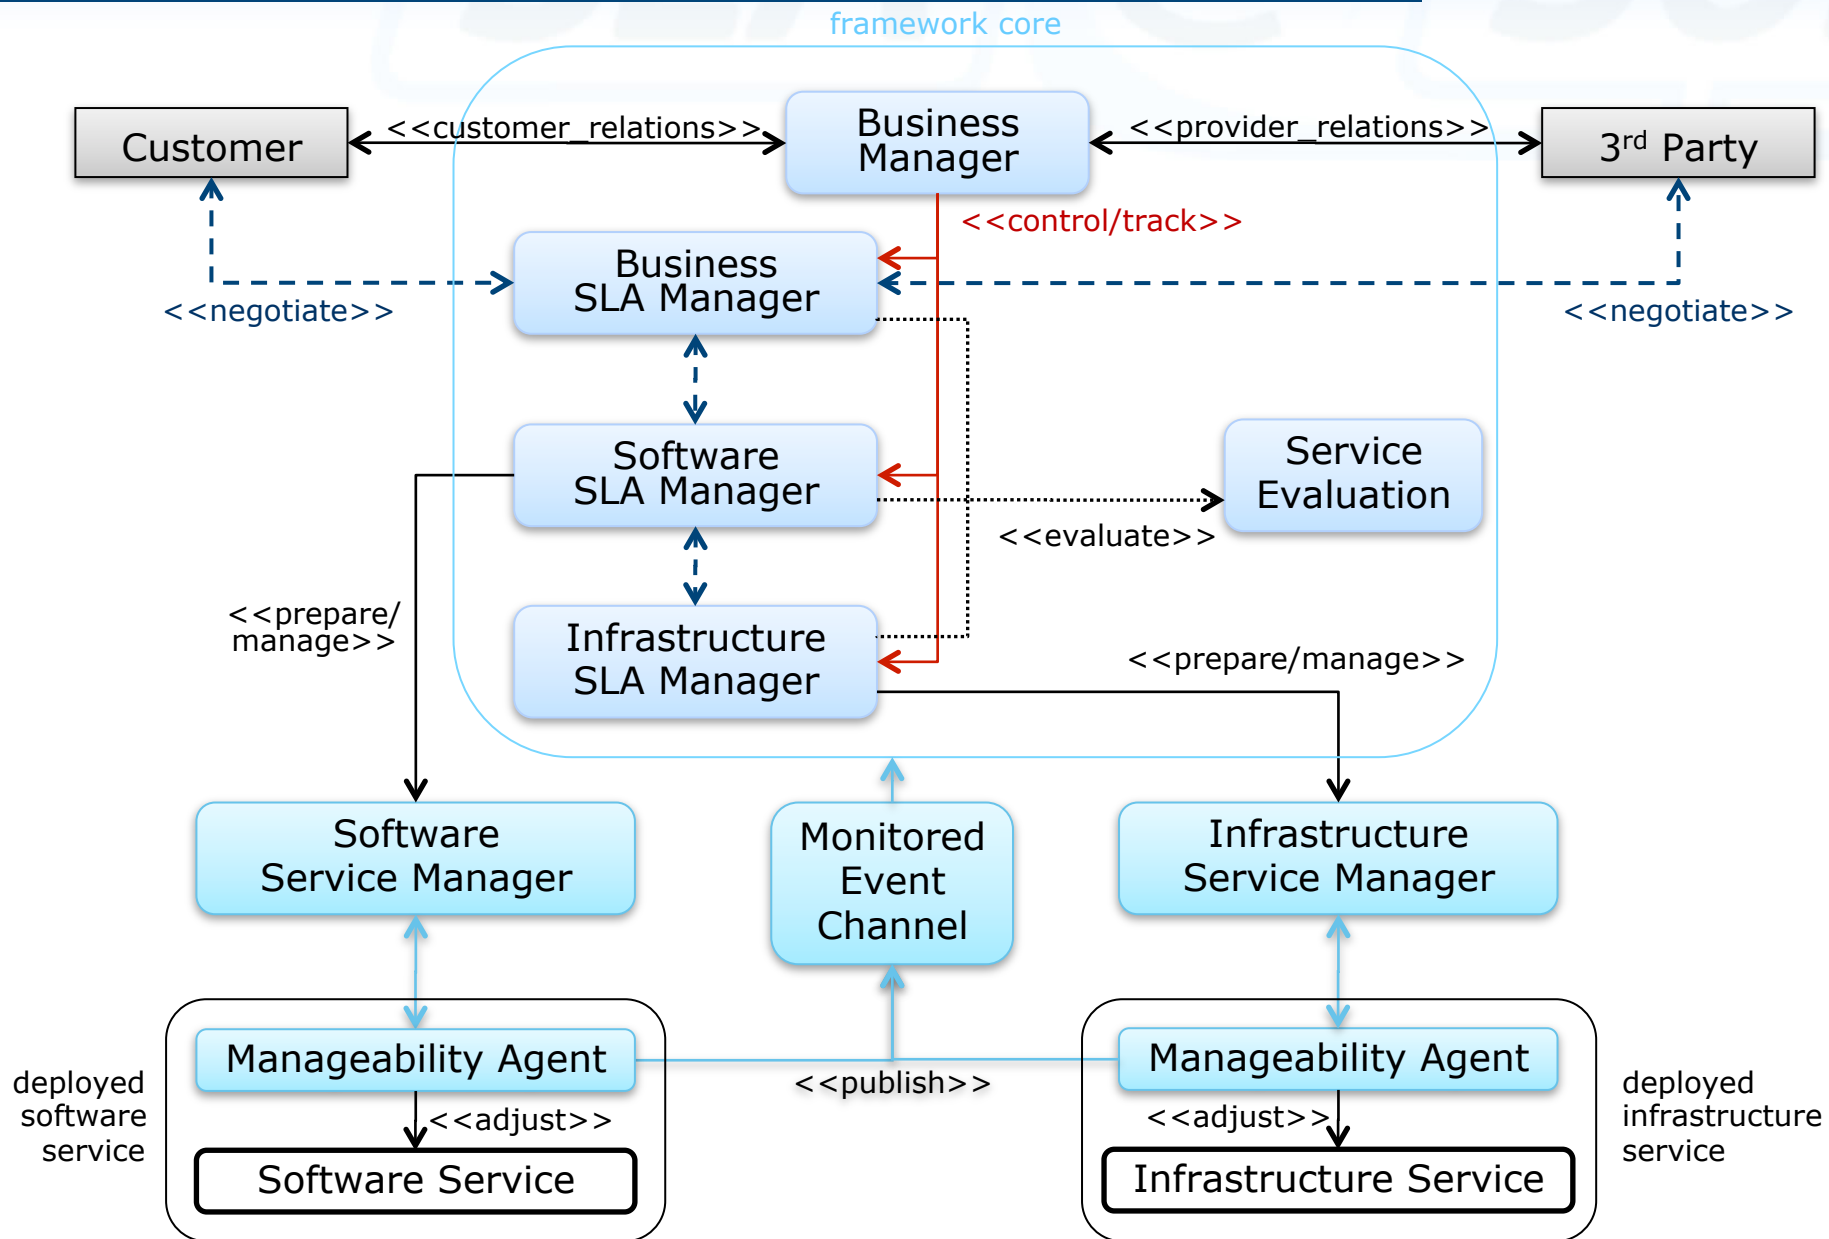 framework core
Customer
<<customer_relations>>
Business
Manager
<<provider_relations>>
3rd Party
<<control/track>>
Business
SLA Manager
<<negotiate>>
<<negotiate>>
Software
SLA Manager
Service
Evaluation
<<evaluate>>
<<prepare/
manage>>
Infrastructure
SLA Manager
<<prepare/manage>>
Software
Service Manager
Monitored
Event
Channel
Infrastructure
Service Manager
deployed
software
service
Manageability Agent
<<publish>>
Manageability Agent
deployed
infrastructure
service
<<adjust>>
<<adjust>>
Software Service
Infrastructure Service